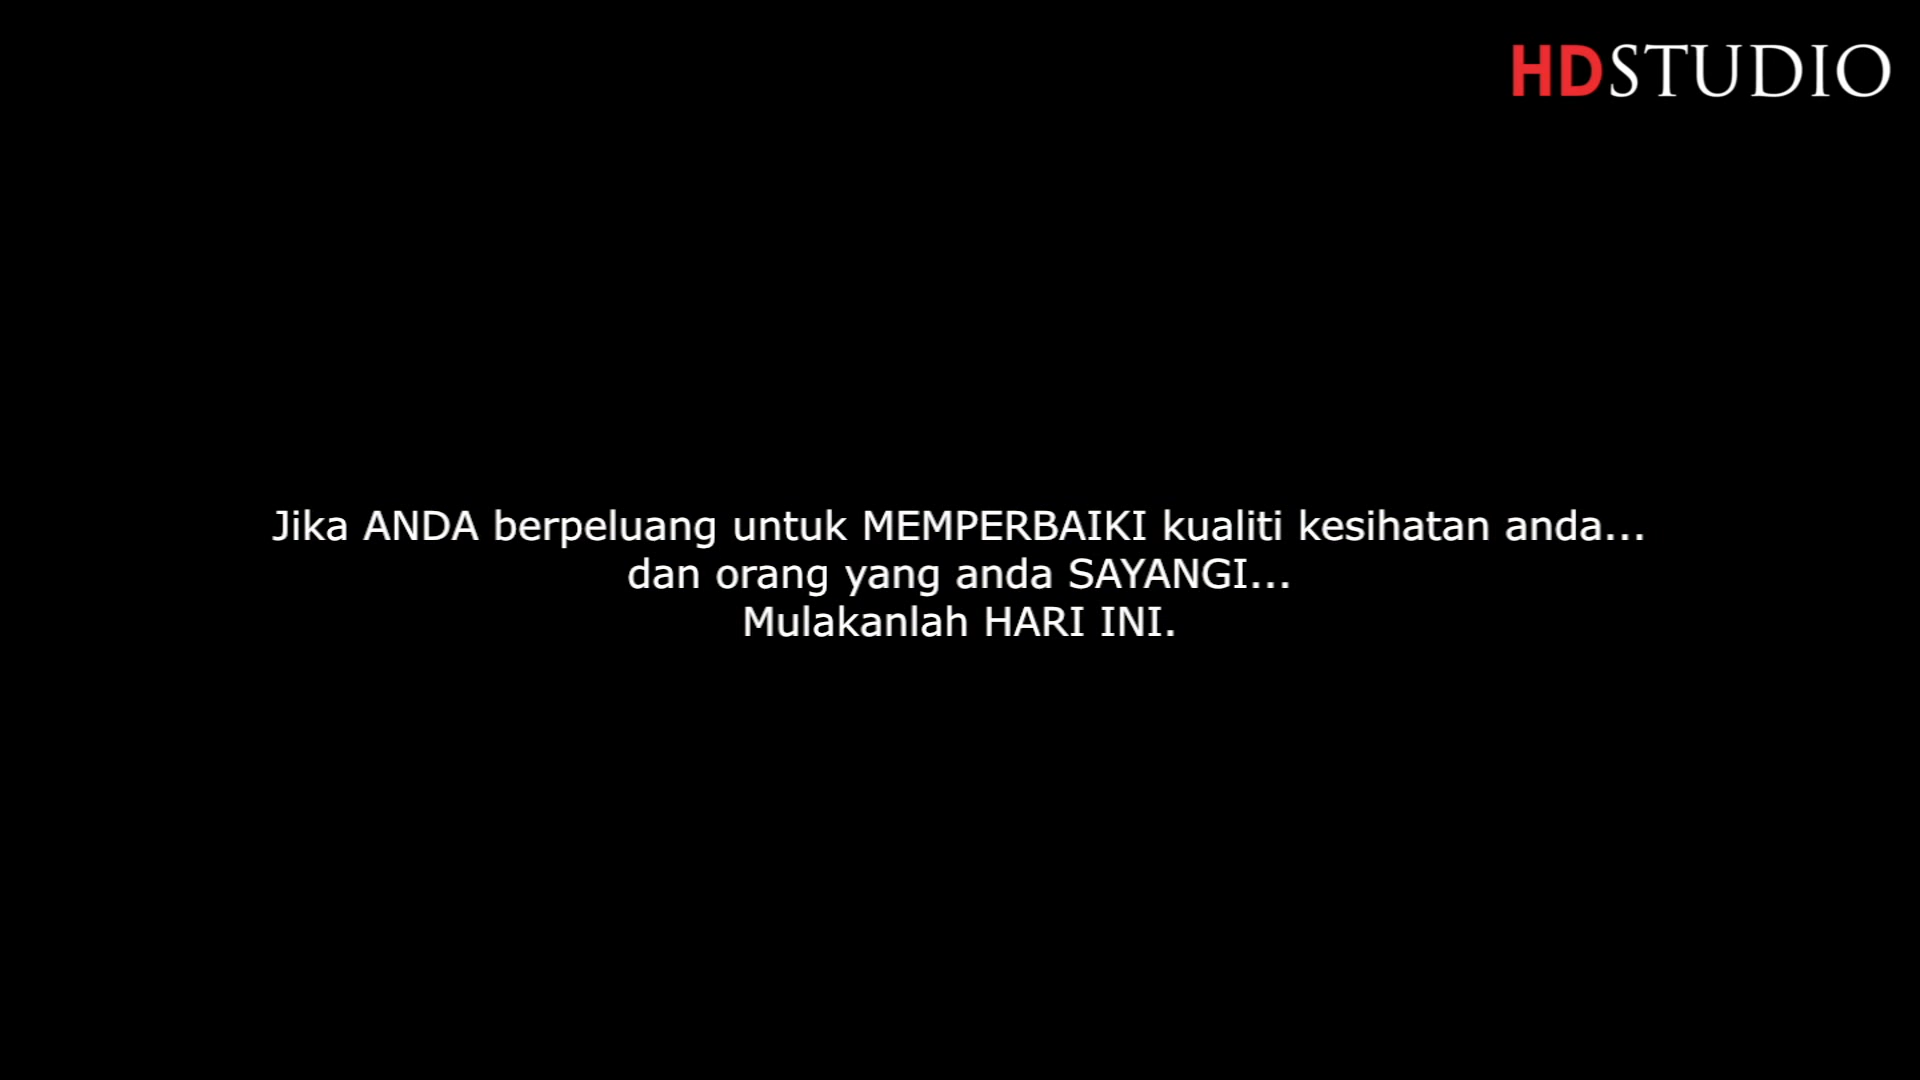 HDSTUDIO
Jika ANDA berpeluang untuk MEMPERBAIKI kualiti kesihatan anda...
dan orang yang anda SAYANGI...
Mulakanlah HARI INI.